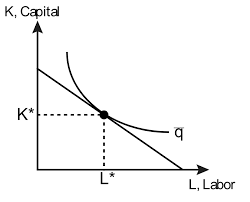 K, Capital
K*
q̅
L*
L, Labor